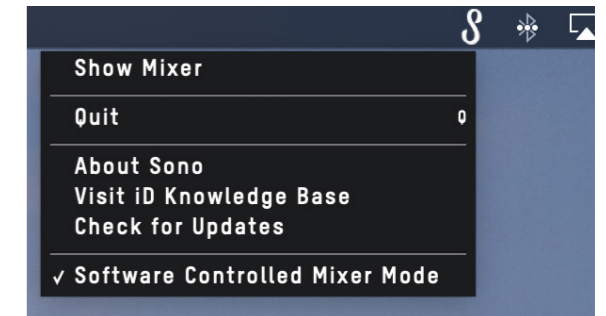 S
Show Mixer
Quit Q
About Sono
Visit iD Knowledge Base
Check for Updates
✓ Software Controlled Mixer Mode